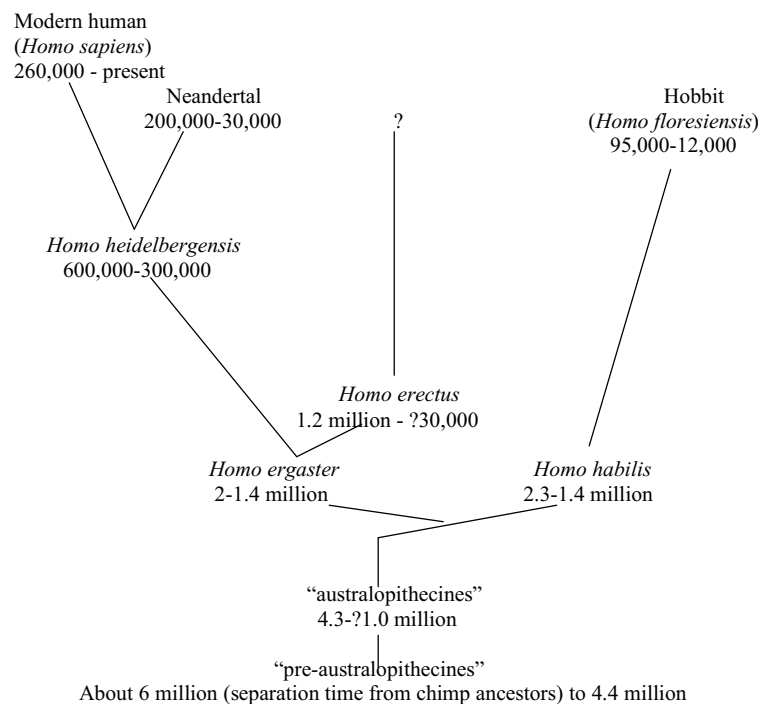 Modern human
(Homo sapiens)
260,000 - present
Neandertal
200,000-30,000
?
Hobbit
(Homo floresiensis)
95,000-12,000
Homo heidelbergensis
600,000-300,000
Homo erectus
1.2 million - ?30,000
Homo ergaster
2-1.4 million
Homo habilis
2.3-1.4 million
“australopithecines”
4.3-?1.0 million
“pre-australopithecines”
About 6 million (separation time from chimp ancestors) to 4.4 million